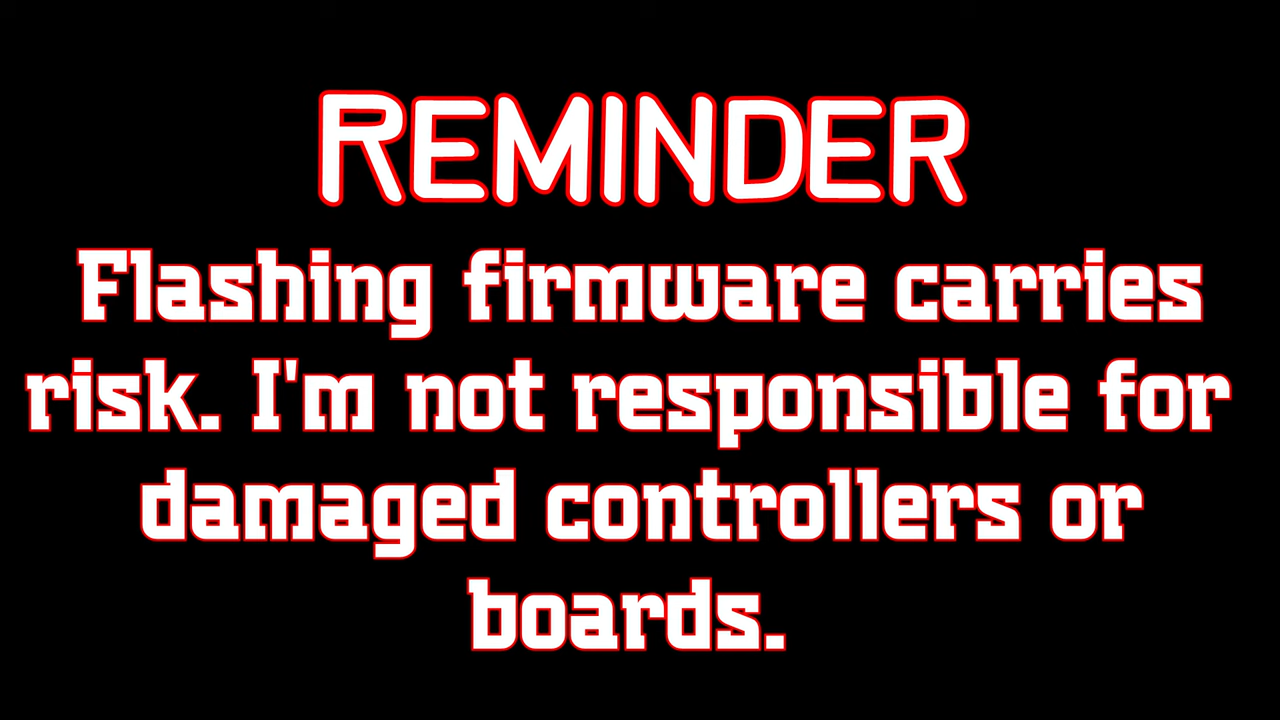 REMINDER
Flashing firmware carries
risk. I'm not responsible for
damaged controllers or
boards.